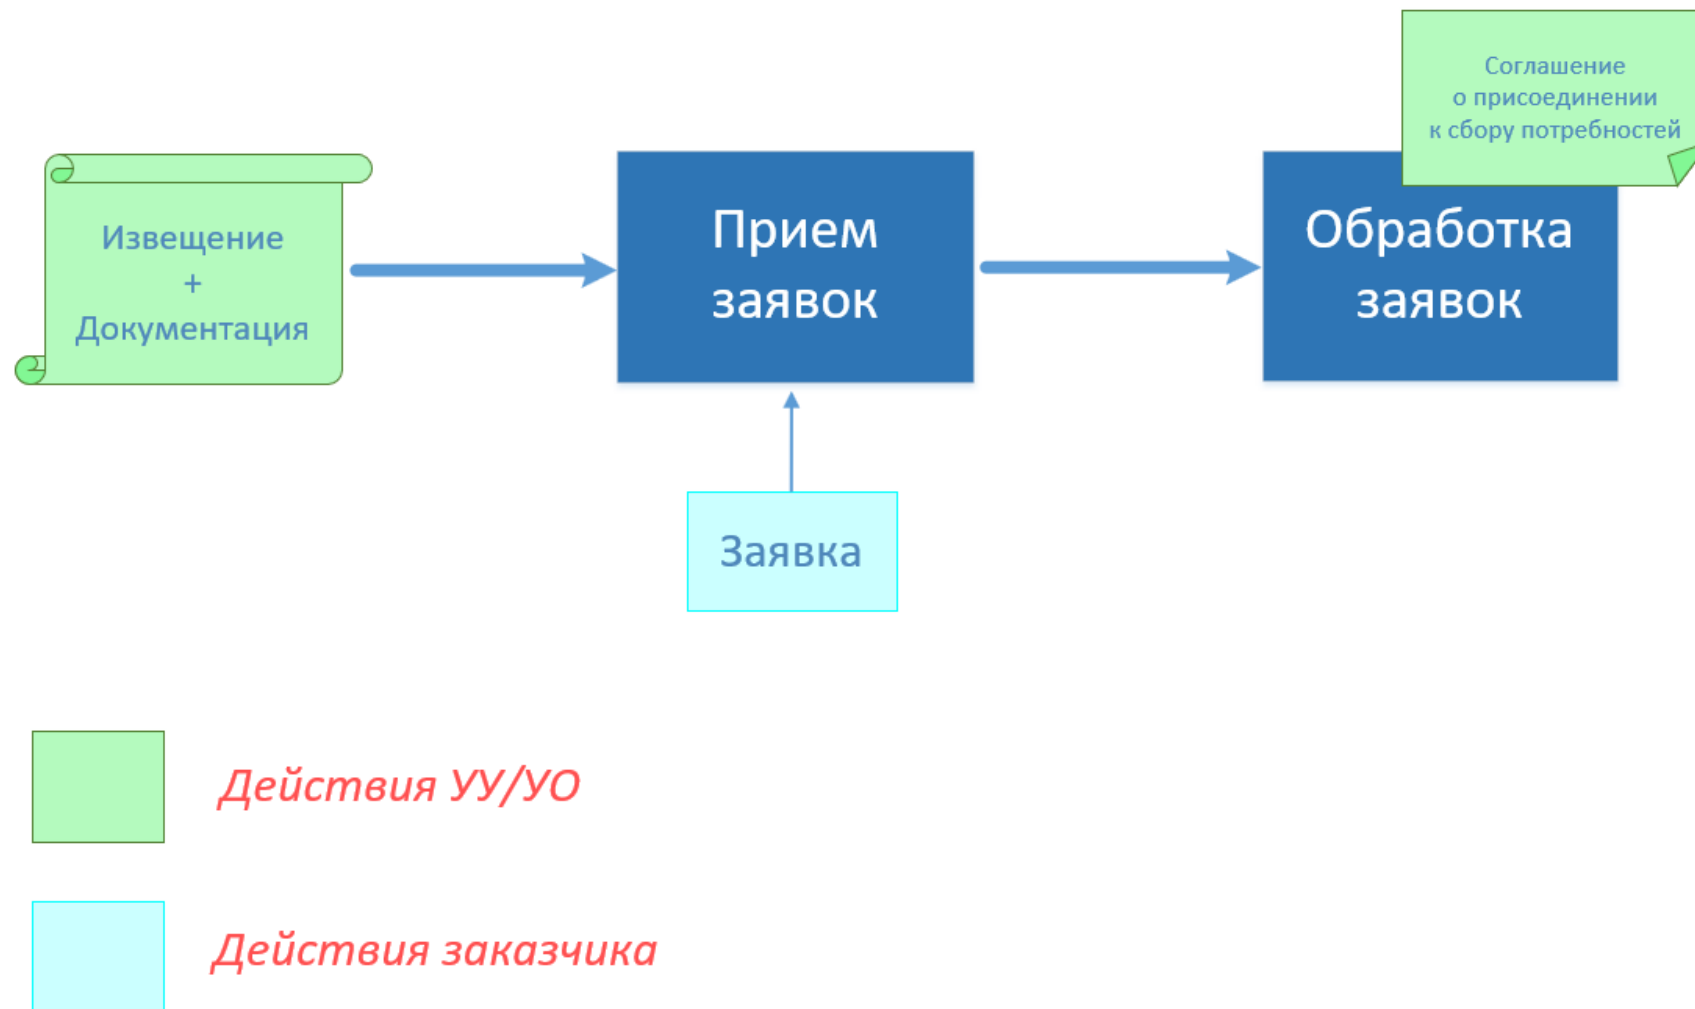 Соглашение
о присоединении
к сбору потребностей
Извещение
+
Документация
Прием
заявок
Обработка
заявок
Заявка
Действия УУ/УО
Действия заказчика